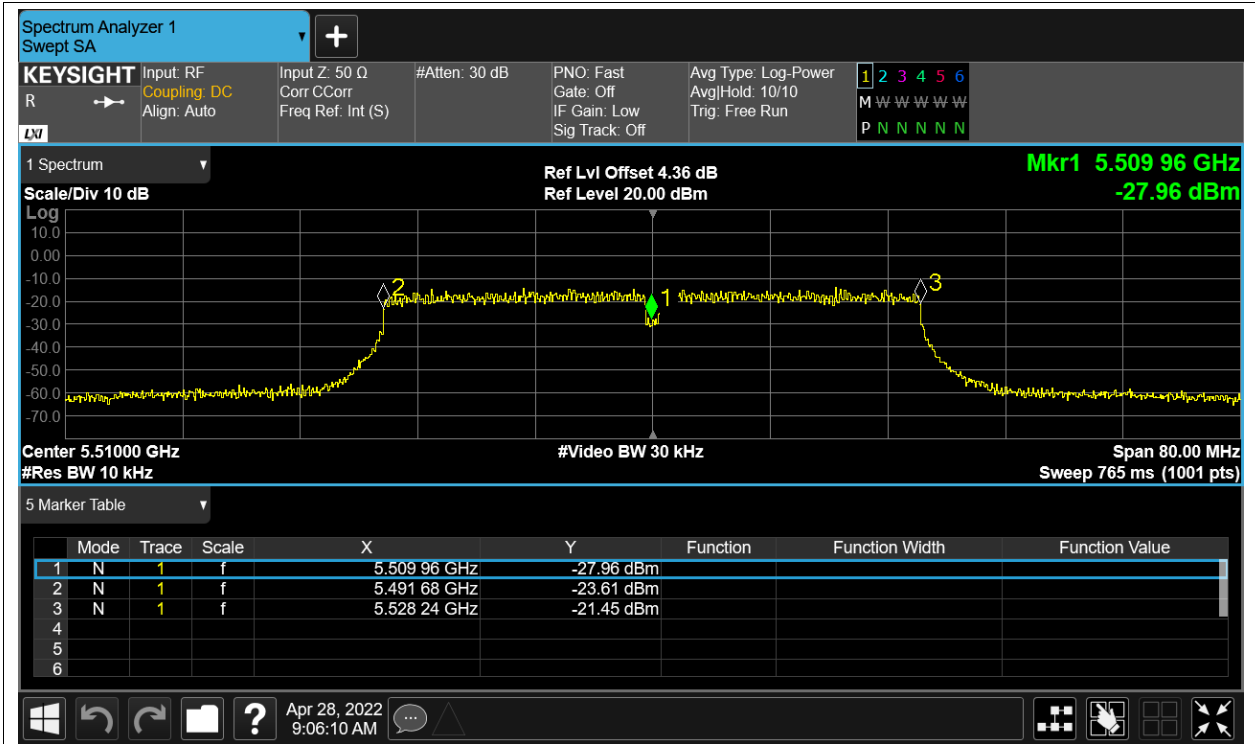 Spectrum Analyzer 1
Swept SA
KEYSIGHT
R
LXI
Input: RF
Coupling: DC
Align: Auto
Input Z: 50 Ω
Corr CCorr
Freq Ref: Int (S)
#Atten: 30 dB
PNO: Fast
Gate: Off
IF Gain: Low
Sig Track: Off
Avg Type: Log-Power
Avg|Hold: 10/10
Trig: Free Run
1 2 3 4 5 6
M W W W W W
P N N N N N
1 Spectrum
Scale/Div 10 dB
Ref Lvl Offset 4.36 dB
Ref Level 20.00 dBm
Mkr1 5.509 96 GHz
-27.96 dBm
Log
10.0
0.00
-10.0
-20.0
-30.0
-40.0
-50.0
-60.0
-70.0
2
1
3
Center 5.51000 GHz
#Video BW 30 kHz
Span 80.00 MHz
#Res BW 10 kHz
Sweep 765 ms (1001 pts)
5 Marker Table
Mode Trace Scale X Y Function Function Width Function Value
1 N 1 f 5.509 96 GHz -27.96 dBm
2 N 1 f 5.491 68 GHz -23.61 dBm
3 N 1 f 5.528 24 GHz -21.45 dBm
4
5
6
?
Apr 28, 2022
9:06:10 AM